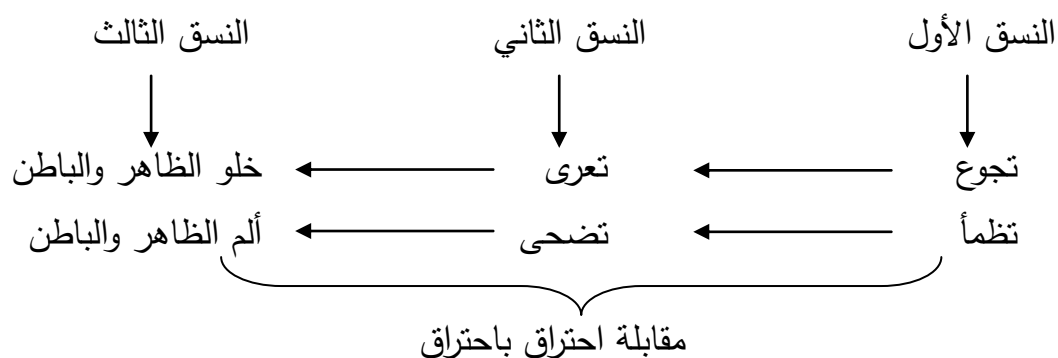 النسق الأول النسق الثاني النسق الثالث
تجوع تعرى خلو الظاهر والباطن
تظمأ تضحى ألم الظاهر والباطن
مقابلة احتراق باحتراق